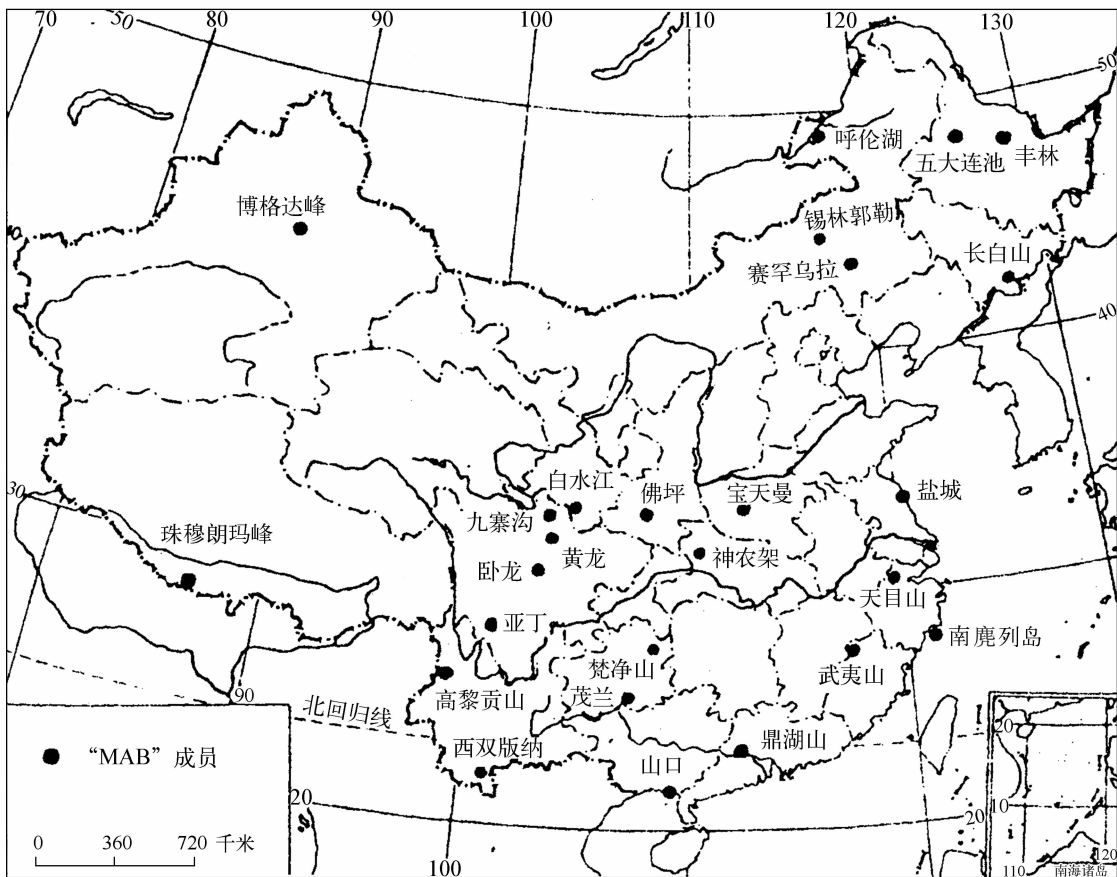 70
50
80
90
100
110
120
130
50
呼伦湖
五大连池
丰林
博格达峰
锡林郭勒
长白山
赛罕乌拉
40
40
30
白水江
佛坪
宝天曼
盐城
九寨沟
珠穆朗玛峰
黄龙
神农架
卧龙
天目山
亚丁
南麂列岛
梵净山
武夷山
高黎贡山
茂兰
90
北回归线
鼎湖山
西双版纳
山口
“MAB”成员
20
20
20
10
0 360 720 千米
100
110
120
南海诸岛